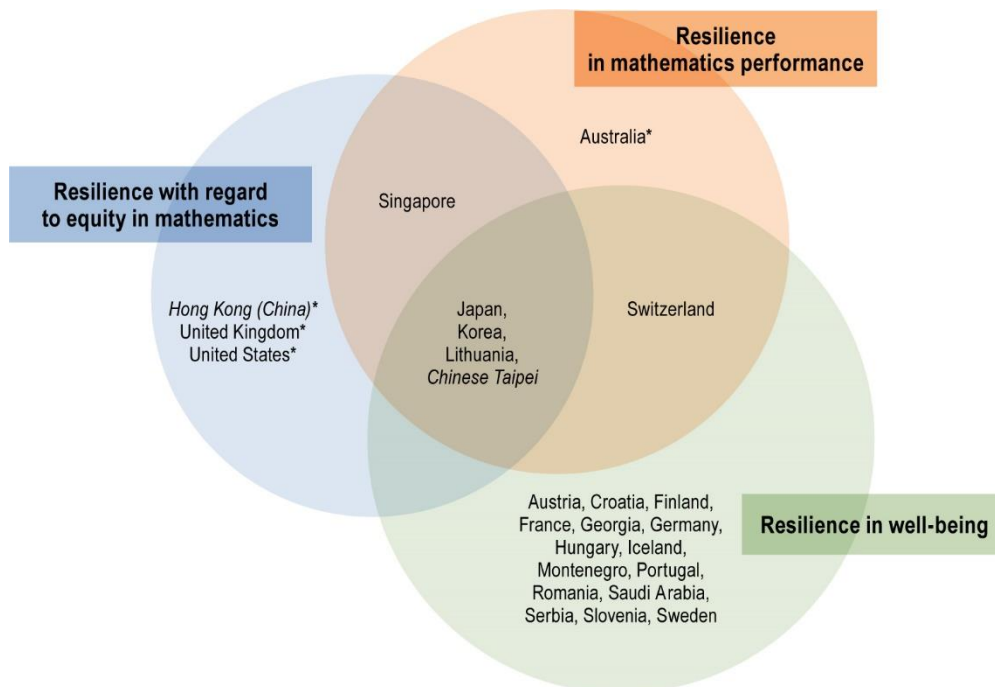 Resilience
in mathematics performance
Australia*
Resilience with regard
to equity in mathematics
Singapore
Hong Kong (China)*
United Kingdom*
United States*
Japan,
Korea,
Lithuania,
Chinese Taipei
Switzerland
Austria, Croatia, Finland,
France, Georgia, Germany,
Hungary, Iceland,
Montenegro, Portugal,
Romania, Saudi Arabia,
Serbia, Slovenia, Sweden
Resilience in well-being